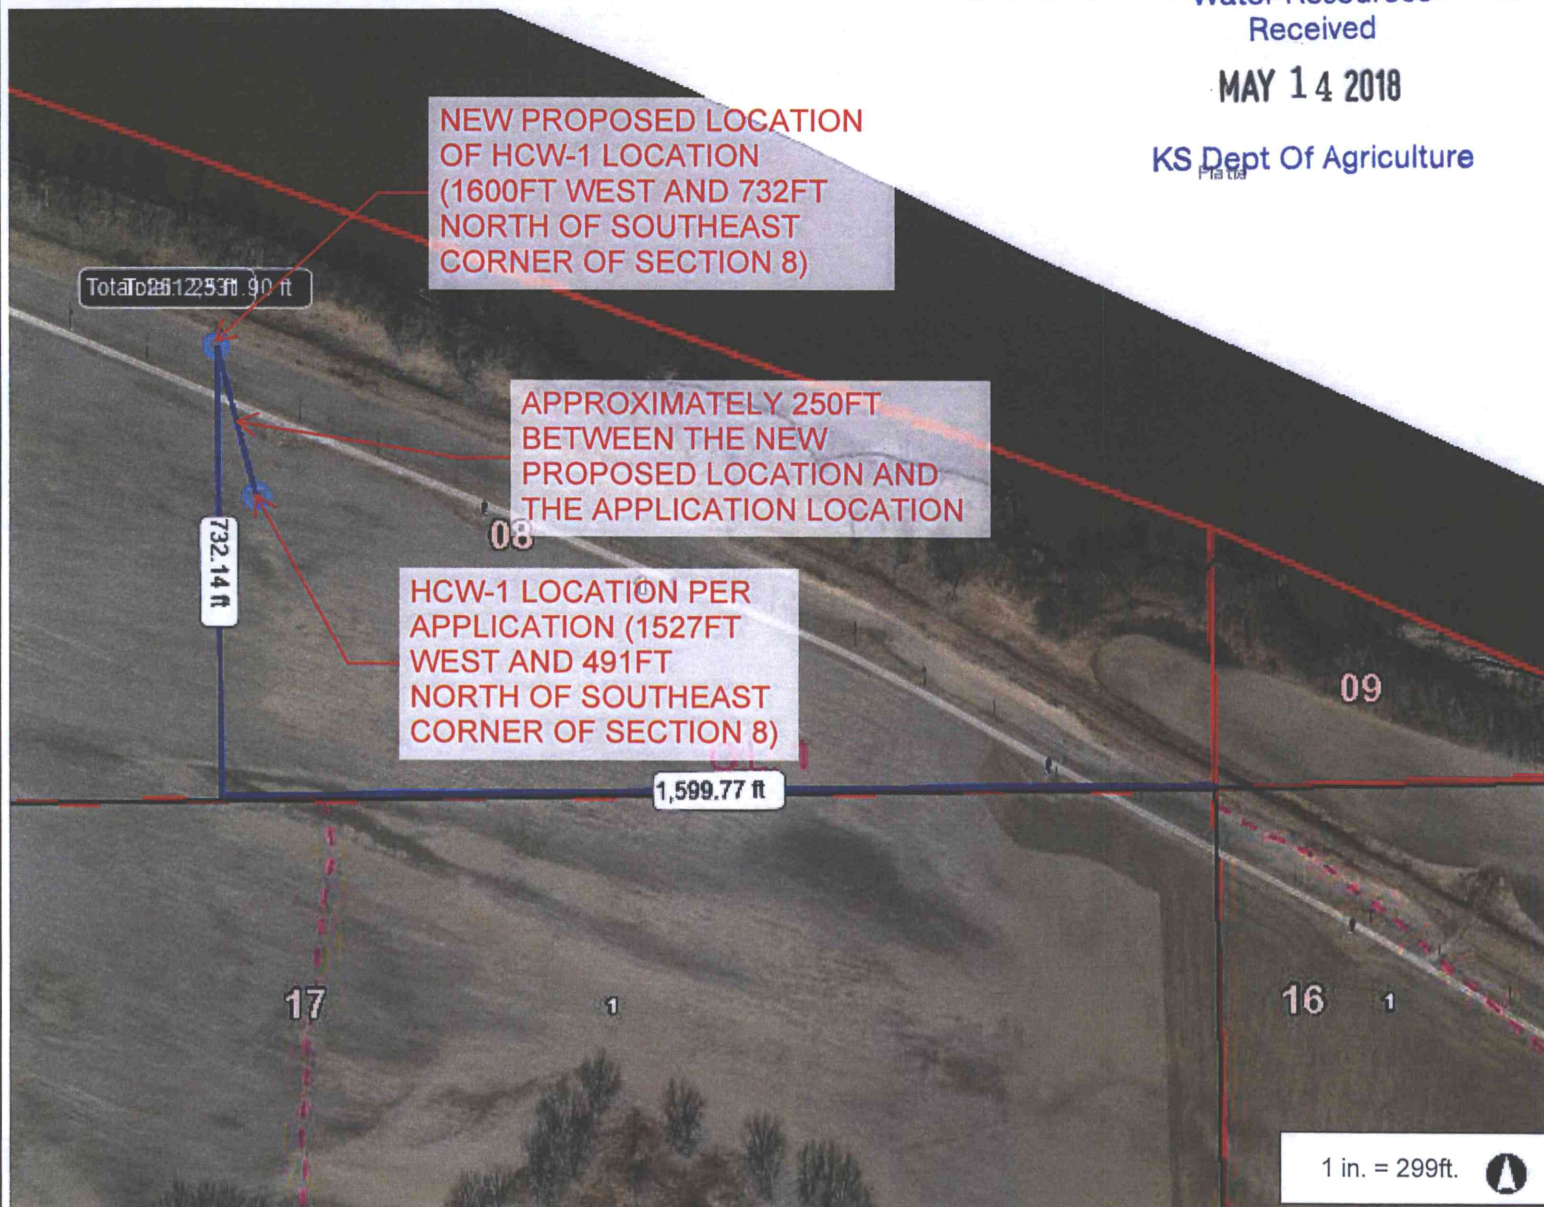 Water Resources
Received
MAY 14 2018
KS Dept Of Agriculture
NEW PROPOSED LOCATION
OF HCW-1 LOCATION
(1600FT WEST AND 732FT
NORTH OF SOUTHEAST
CORNER OF SECTION 8)
APPROXIMATELY 250FT
BETWEEN THE NEW
PROPOSED LOCATION AND
THE APPLICATION LOCATION
08
732.14 ft
HCW-1 LOCATION PER
APPLICATION (1527FT
WEST AND 491FT
NORTH OF SOUTHEAST
CORNER OF SECTION 8)
09
1,599.77 ft
17
1
16
1
1 in. = 299ft.